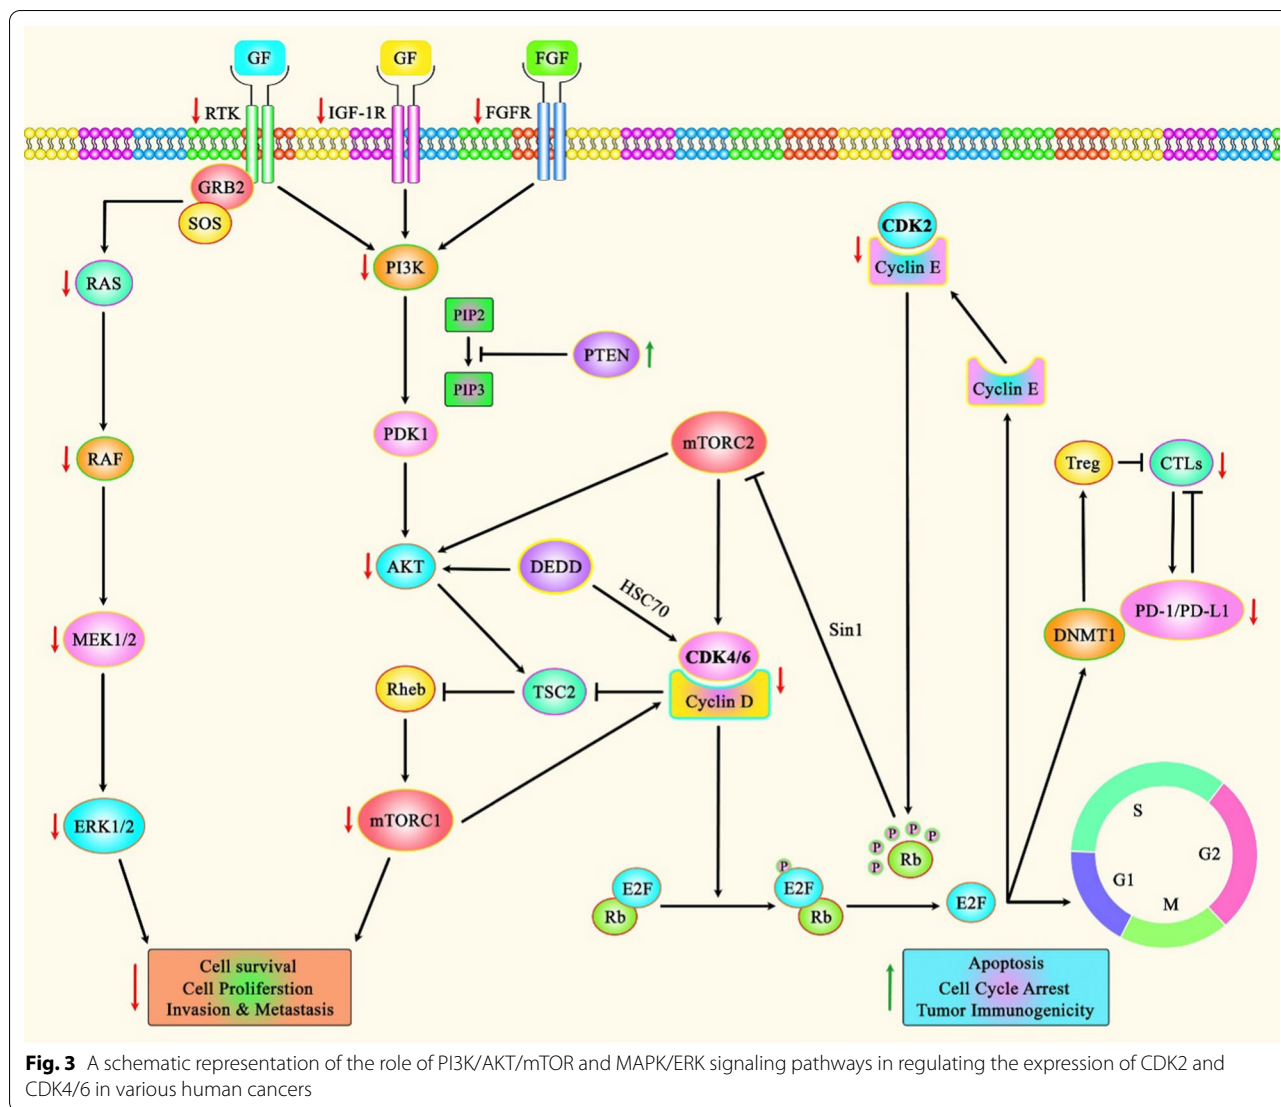 GF
GF
FGF
RTK
IGF-1R
FGFR
GRB2
SOS
CDK2
Cyclin E
PI3K
RAS
PIP2
PTEN
PIP3
Cyclin E
PDK1
mTORC2
RAF
Treg
CTLs
AKT
DEDD
HSC70
PD-1/PD-L1
Sin1
DNMT1
MEK1/2
CDK4/6
Rheb
TSC2
Cyclin D
S
G2
G1
M
ERK1/2
mTORC1
P
P
P
P
P
Rb
P
E2F
Rb
E2F
Rb
E2F
Cell survival
Cell Proliferstion
Invasion & Metastasis
Apoptosis
Cell Cycle Arrest
Tumor Immunogenicity
Fig. 3 A schematic representation of the role of PI3K/AKT/mTOR and MAPK/ERK signaling pathways in regulating the expression of CDK2 and
CDK4/6 in various human cancers